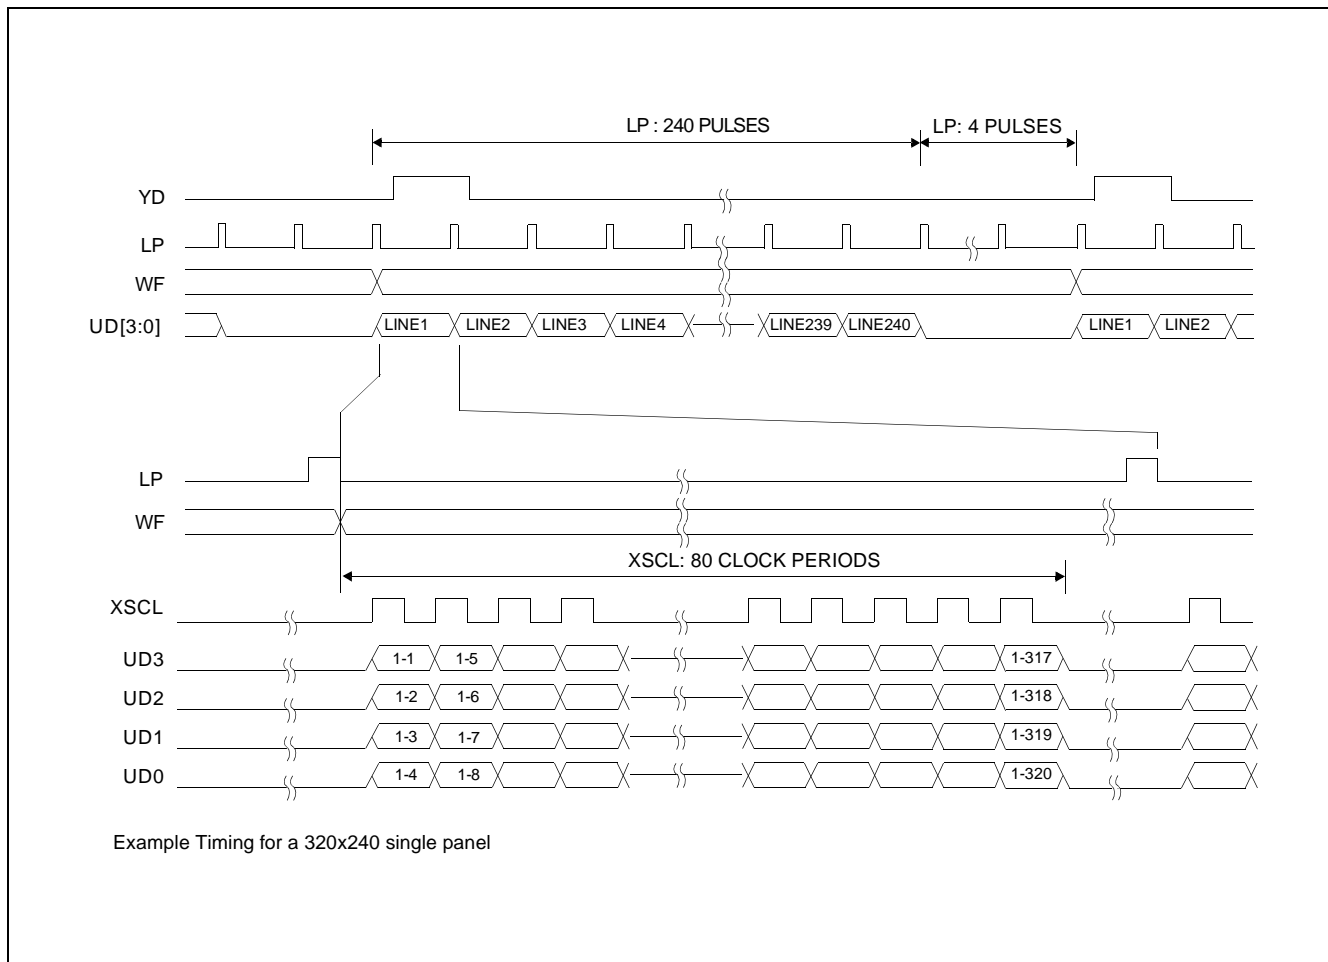 LP : 240 PULSES LP: 4 PULSES
YD
LP
WF
UD[3:0] LINE1 LINE2 LINE3 LINE4 LINE239 LINE240 LINE1 LINE2
LP
WF
XSCL: 80 CLOCK PERIODS
XSCL
UD3 1-1 1-5 1-317
UD2 1-2 1-6 1-318
UD1 1-3 1-7 1-319
UD0 1-4 1-8 1-320
Example Timing for a 320x240 single panel